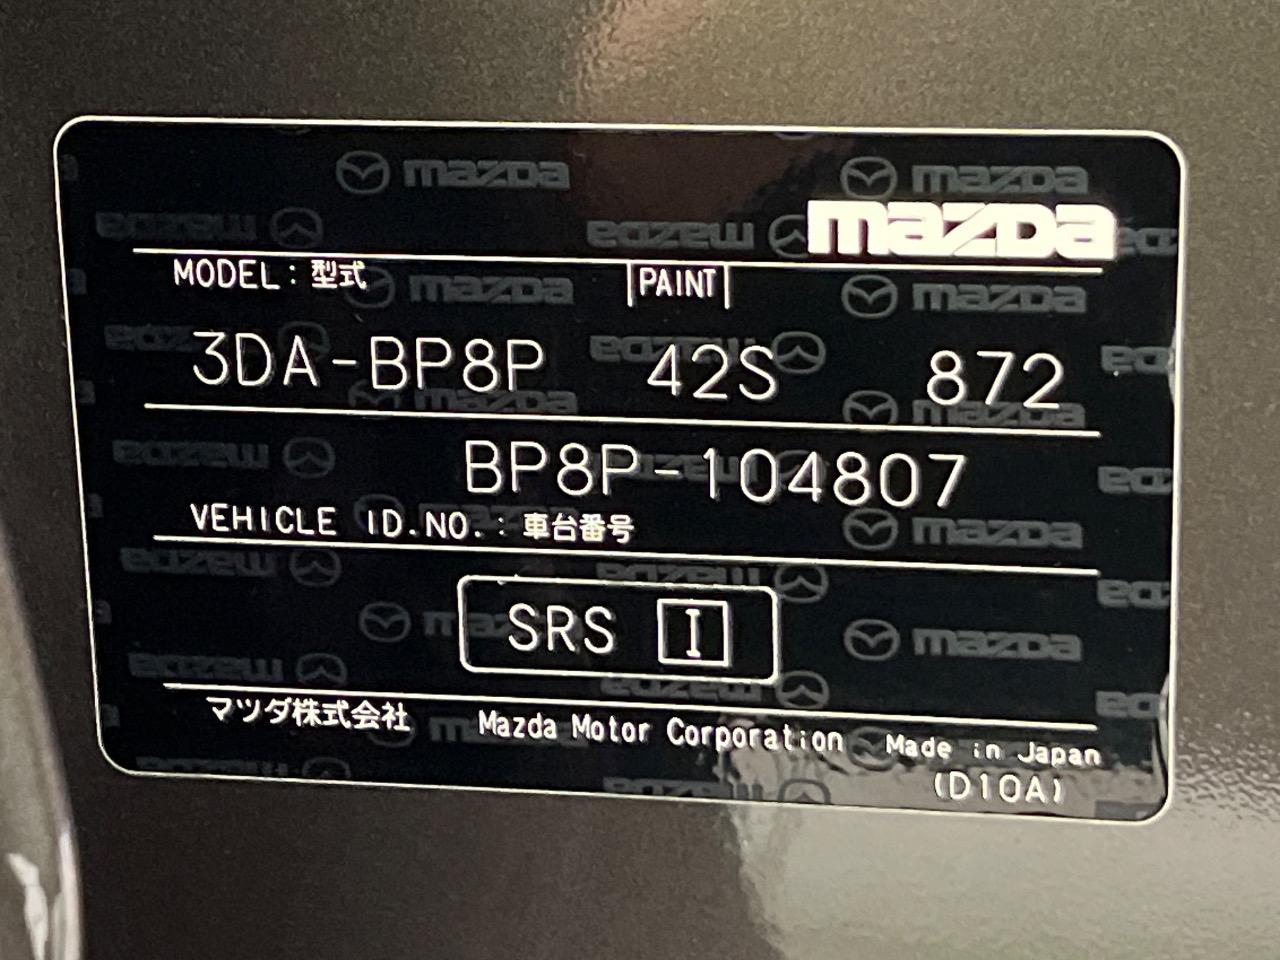 mazda
MODEL : 型式 PAINT
3DA-BP8P 42S 872
BP8P-104807
VEHICLE ID.NO. : 車台番号
SRS I
マツダ株式会社 Mazda Motor Corporation Made in Japan
(D10A)